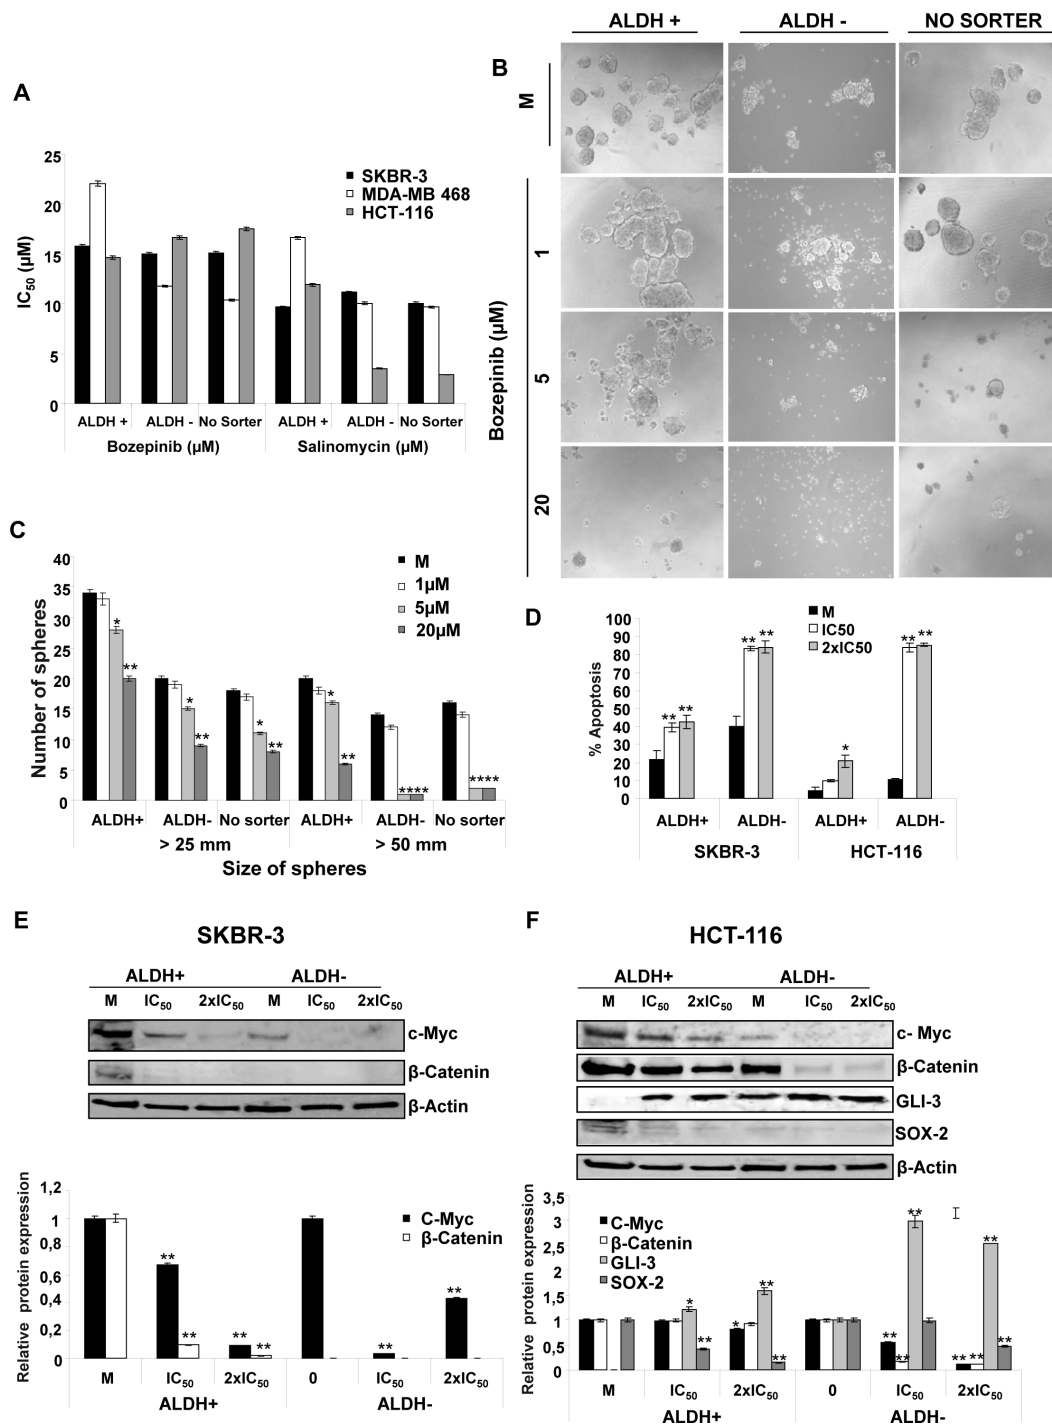 A
25
20
15
10
5
0
IC50 (µM)
SKBR-3
MDA-MB 468
HCT-116
ALDH + ALDH - No Sorter ALDH + ALDH - No Sorter
Bozepinib (µM) Salinomycin (µM)
B
ALDH + ALDH - NO SORTER
M
1
5
20
Bozepinib (µM)
C
40
35
30
25
20
15
10
5
0
Number of spheres
M
1µM
5µM
20µM
* ** * ** * ** * ** **** ****
ALDH+ ALDH- No sorter ALDH+ ALDH- No sorter
> 25 mm > 50 mm
Size of spheres
D
100
90
80
70
60
50
40
30
20
10
0
% Apoptosis
M
IC50
2xIC50
** ** ** ** * ** **
ALDH+ ALDH- ALDH+ ALDH-
SKBR-3 HCT-116
E
SKBR-3
ALDH+ ALDH-
M IC50 2xIC50 M IC50 2xIC50
c-Myc
β-Catenin
β-Actin
1,2
1
0,8
0,6
0,4
0,2
0
Relative protein expression
C-Myc
β-Catenin
** ** ** ** ** **
M IC50 2xIC50 0 IC50 2xIC50
ALDH+ ALDH-
F
HCT-116
ALDH+ ALDH-
M IC50 2xIC50 M IC50 2xIC50
c- Myc
β-Catenin
GLI-3
SOX-2
β-Actin
3,5
3
2,5
2
1,5
1
0,5
0
Relative protein expression
C-Myc
β-Catenin
GLI-3
SOX-2
* ** * ** ** ** ** ** ** ** ** **
M IC50 2xIC50 0 IC50 2xIC50
ALDH+ ALDH-